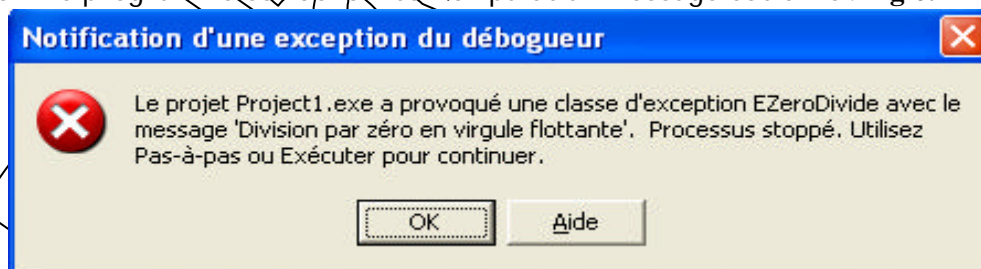 Notification d'une exception du débogueur
Le projet Project1.exe a provoqué une classe d'exception EZeroDivide avec le
message 'Division par zéro en virgule flottante'. Processus stoppé. Utilisez
Pas-à-pas ou Exécuter pour continuer.
OK Aide